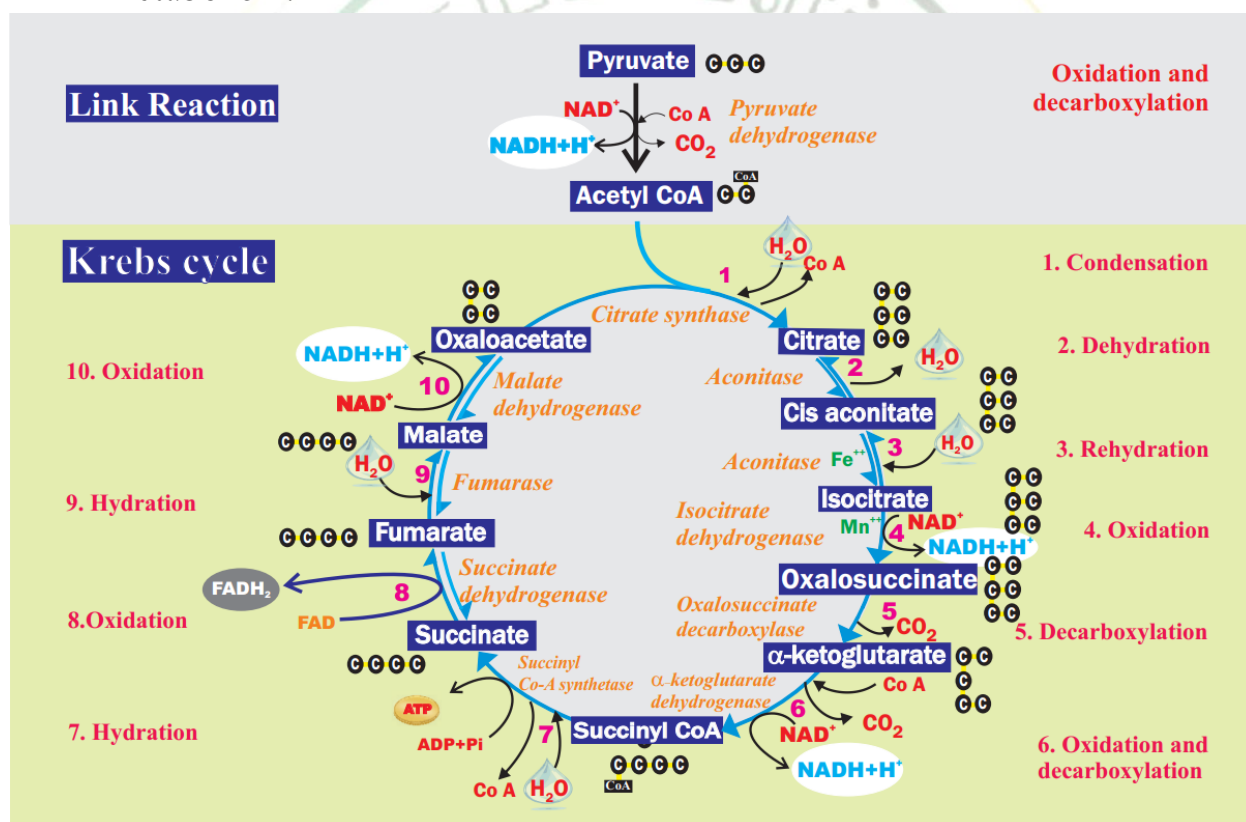 Pyruvate
C C C
Link Reaction
Oxidation and
decarboxylation
NAD⁺
Co A
Pyruvate
dehydrogenase
NADH+H⁺
CO₂
Acetyl CoA
CoA
C C
Krebs cycle
H₂O
Co A
1
1. Condensation
Citrate synthase
C C
C C
Oxaloacetate
Citrate
C C
C C
C C
NADH+H⁺
2
H₂O
2. Dehydration
10. Oxidation
10
NAD⁺
Malate
dehydrogenase
Aconitase
Cis aconitate
C C
C C
C C
Malate
C C C C
H₂O
9
Fumarase
Aconitase
Fe⁺⁺
3
H₂O
3. Rehydration
9. Hydration
Isocitrate
C C
C C
C C
Isocitrate
dehydrogenase
Mn⁺⁺
4
NAD⁺
NADH+H⁺
4. Oxidation
Fumarate
C C C C
Succinate
dehydrogenase
Oxalosuccinate
C C
C C
C C
FADH₂
8
FAD
8.Oxidation
Oxalosuccinate
decarboxylase
5
CO₂
5. Decarboxylation
Succinate
C C C C
α-ketoglutarate
C C
C
C C
Succinyl
Co-A synthetase
α-ketoglutarate
dehydrogenase
Co A
6
CO₂
NAD⁺
NADH+H⁺
ATP
ADP+Pi
7. Hydration
7
Succinyl CoA
C C C C
CoA
Co A
H₂O
6. Oxidation and
decarboxylation